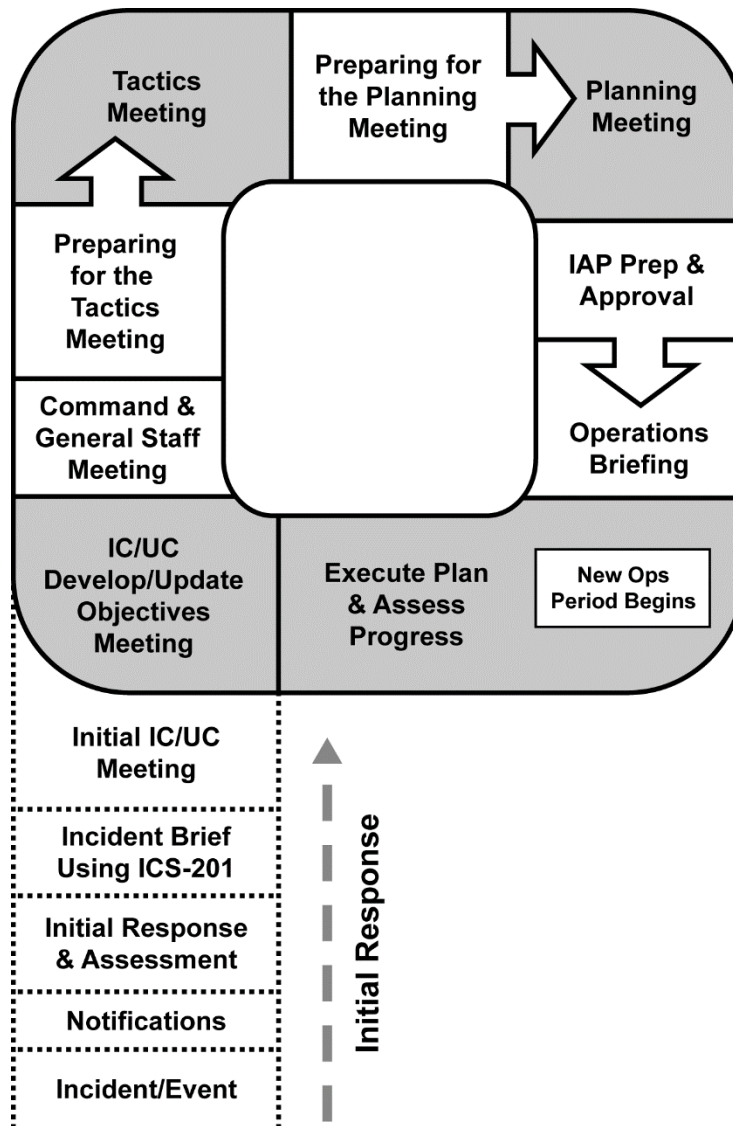 Tactics
Meeting
Preparing for
the Planning
Meeting
Planning
Meeting
Preparing
for the
Tactics
Meeting
IAP Prep &
Approval
Command &
General Staff
Meeting
Operations
Briefing
IC/UC
Develop/Update
Objectives
Meeting
Execute Plan
& Assess
Progress
New Ops
Period Begins
Initial IC/UC
Meeting
Incident Brief
Using ICS-201
Initial Response
& Assessment
Notifications
Incident/Event
Initial Response